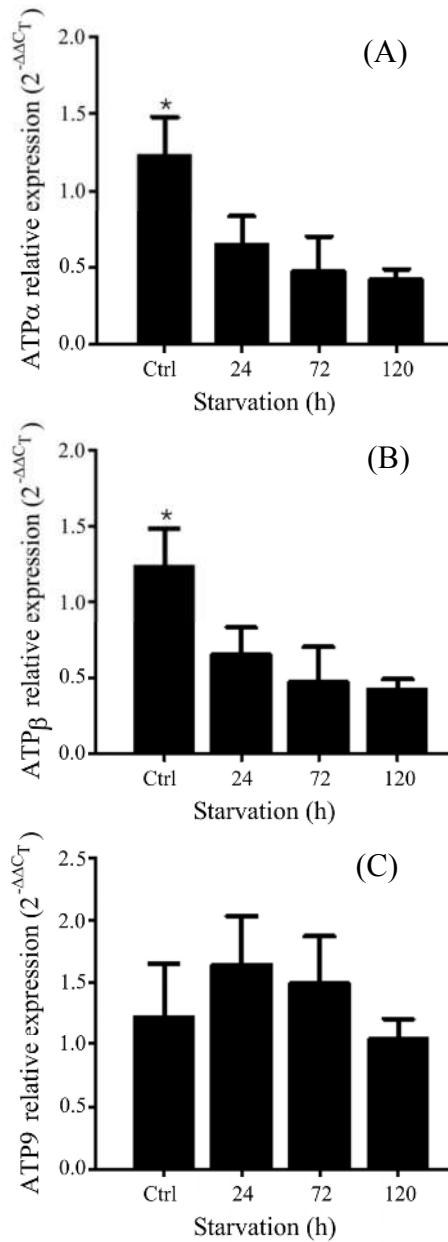 (A)
ATPα relative expression (2^-ΔΔC_T)
2.0
*
1.5
1.0
0.5
0.0
Ctrl 24 72 120
Starvation (h)
(B)
ATPβ relative expression (2^-ΔΔC_T)
2.0
*
1.5
1.0
0.5
0.0
Ctrl 24 72 120
Starvation (h)
(C)
ATP9 relative expression (2^-ΔΔC_T)
2.5
2.0
1.5
1.0
0.5
0.0
Ctrl 24 72 120
Starvation (h)